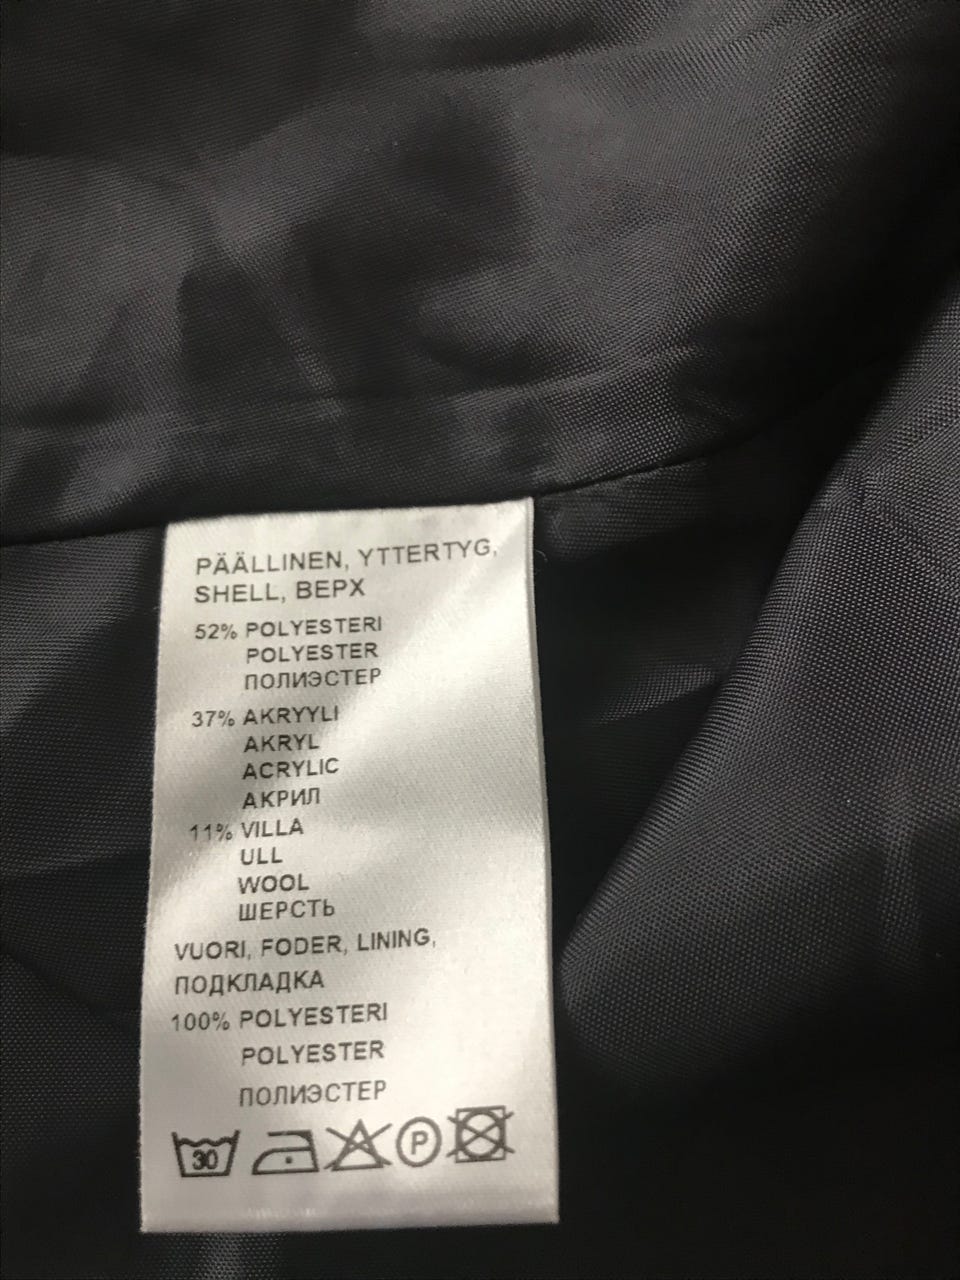 PÄÄLLINEN, YTTERTYG,
SHELL, ВЕРХ
52% POLYESTERI
POLYESTER
ПОЛИЭСТЕР
37% AKRYYLI
AKRYL
ACRYLIC
АКРИЛ
11% VILLA
ULL
WOOL
ШЕРСТЬ
VUORI, FODER, LINING,
ПОДКЛАДКА
100% POLYESTERI
POLYESTER
ПОЛИЭСТЕР
30 P